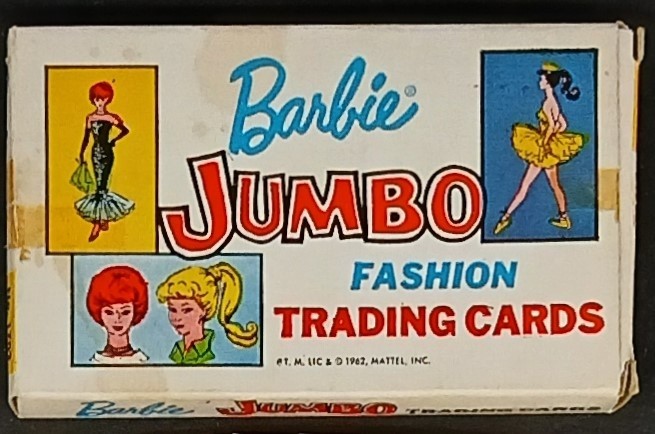 Barbie®
JUMBO
FASHION
TRADING CARDS
©T. M. LIC & © 1962, MATTEL, INC.
Barbie JUMBO TRADING CARDS